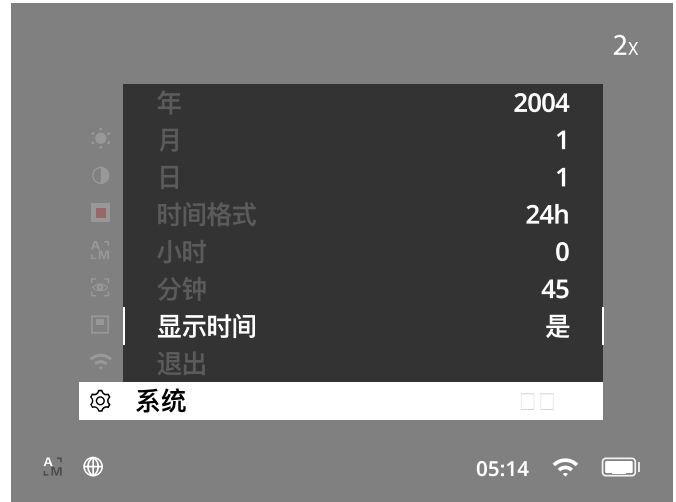 2x
年 2004
月 1
日 1
时间格式 24h
小时 0
分钟 45
显示时间 是
退出
系统
A M 05:14